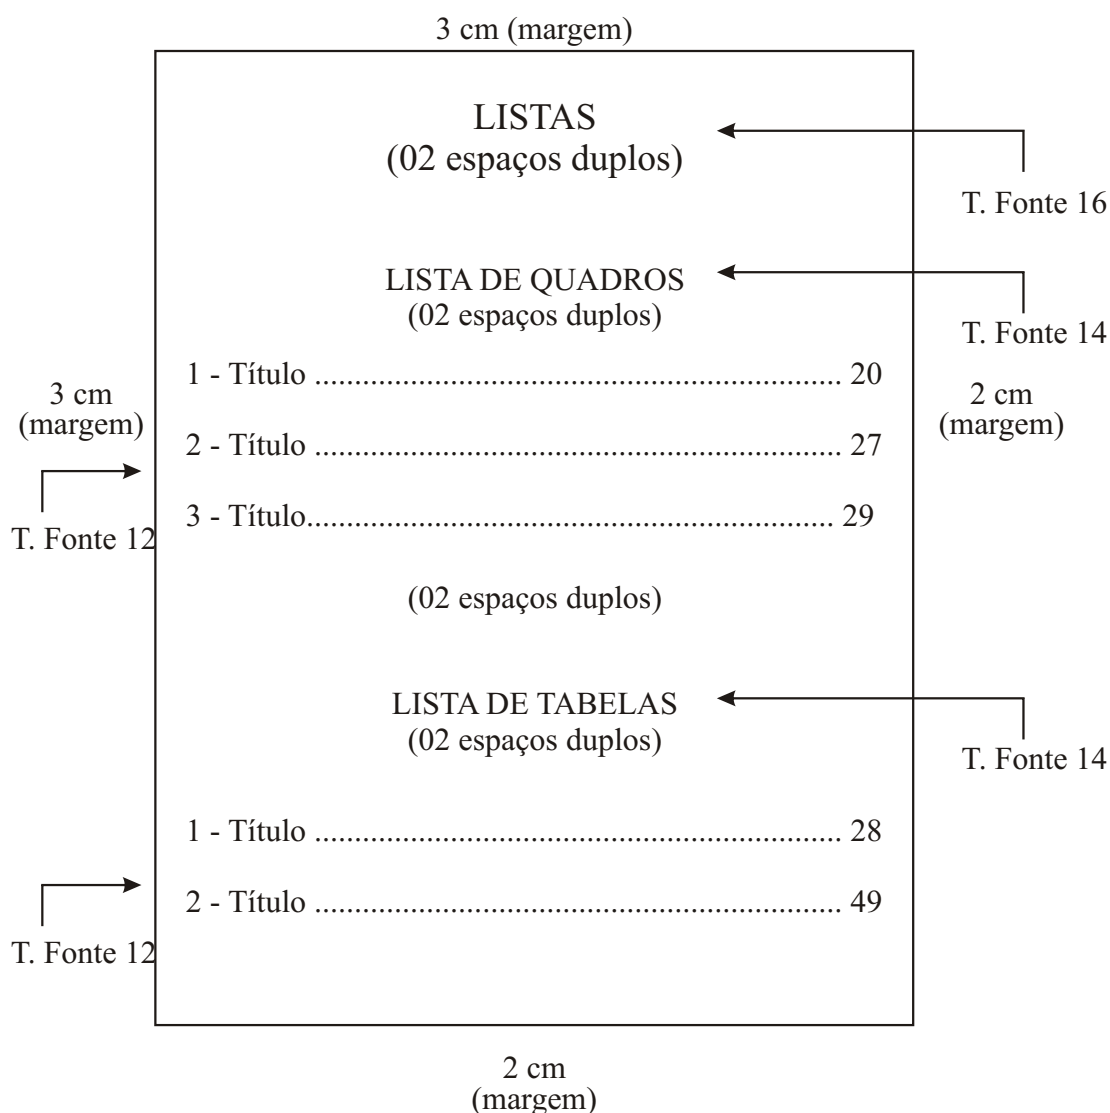 3 cm (margem)
LISTAS
(02 espaços duplos)
T. Fonte 16
LISTA DE QUADROS
(02 espaços duplos)
T. Fonte 14
1 - Título .................................................................... 20
3 cm
(margem)
2 cm
(margem)
2 - Título .................................................................... 27
3 - Título.................................................................... 29
T. Fonte 12
(02 espaços duplos)
LISTA DE TABELAS
(02 espaços duplos)
T. Fonte 14
1 - Título .................................................................... 28
2 - Título .................................................................... 49
T. Fonte 12
2 cm
(margem)